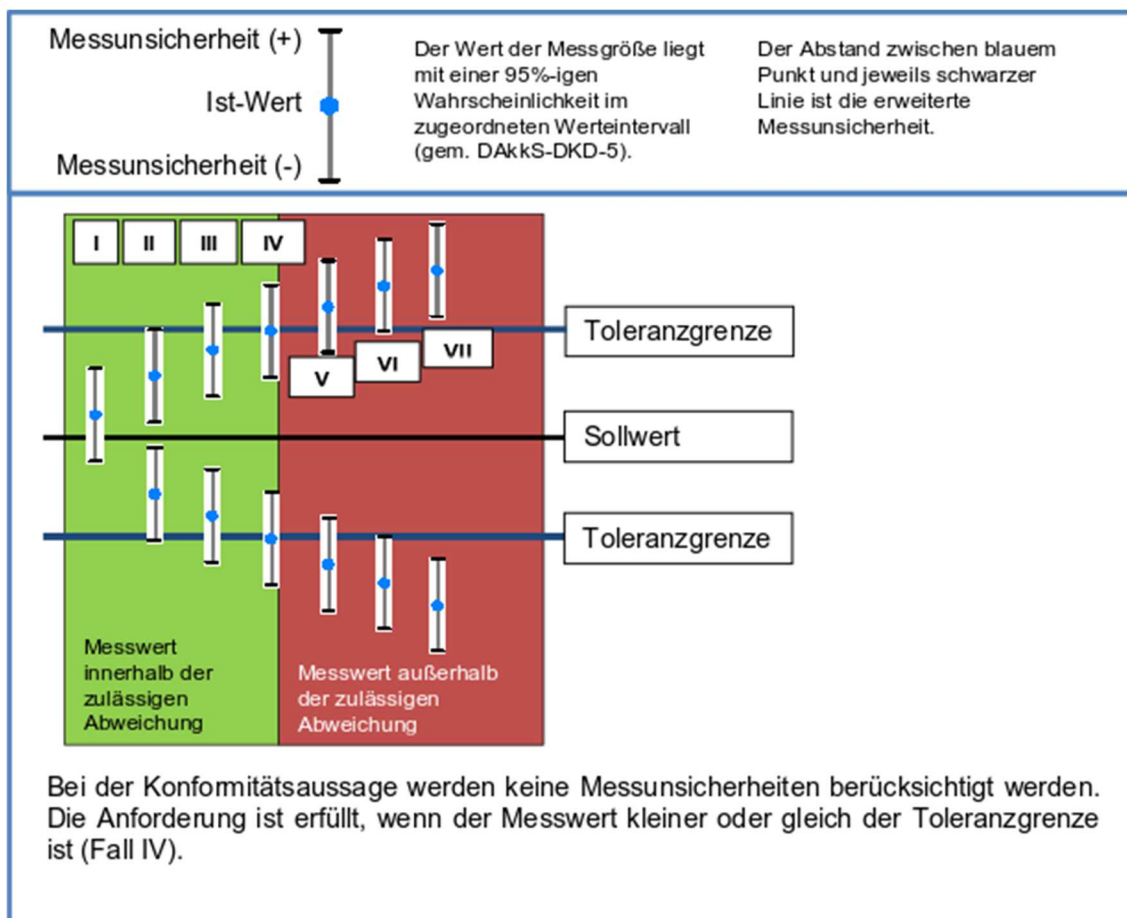 Messunsicherheit (+)
Ist-Wert
Messunsicherheit (-)
Der Wert der Messgröße liegt
mit einer 95%-igen
Wahrscheinlichkeit im
zugeordneten Werteintervall
(gem. DAkkS-DKD-5).
Der Abstand zwischen blauem
Punkt und jeweils schwarzer
Linie ist die erweiterte
Messunsicherheit.
I
II
III
IV
V
VI
VII
Toleranzgrenze
Sollwert
Toleranzgrenze
Messwert
innerhalb der
zulässigen
Abweichung
Messwert außerhalb
der zulässigen
Abweichung
Bei der Konformitätsaussage werden keine Messunsicherheiten berücksichtigt werden.
Die Anforderung ist erfüllt, wenn der Messwert kleiner oder gleich der Toleranzgrenze
ist (Fall IV).